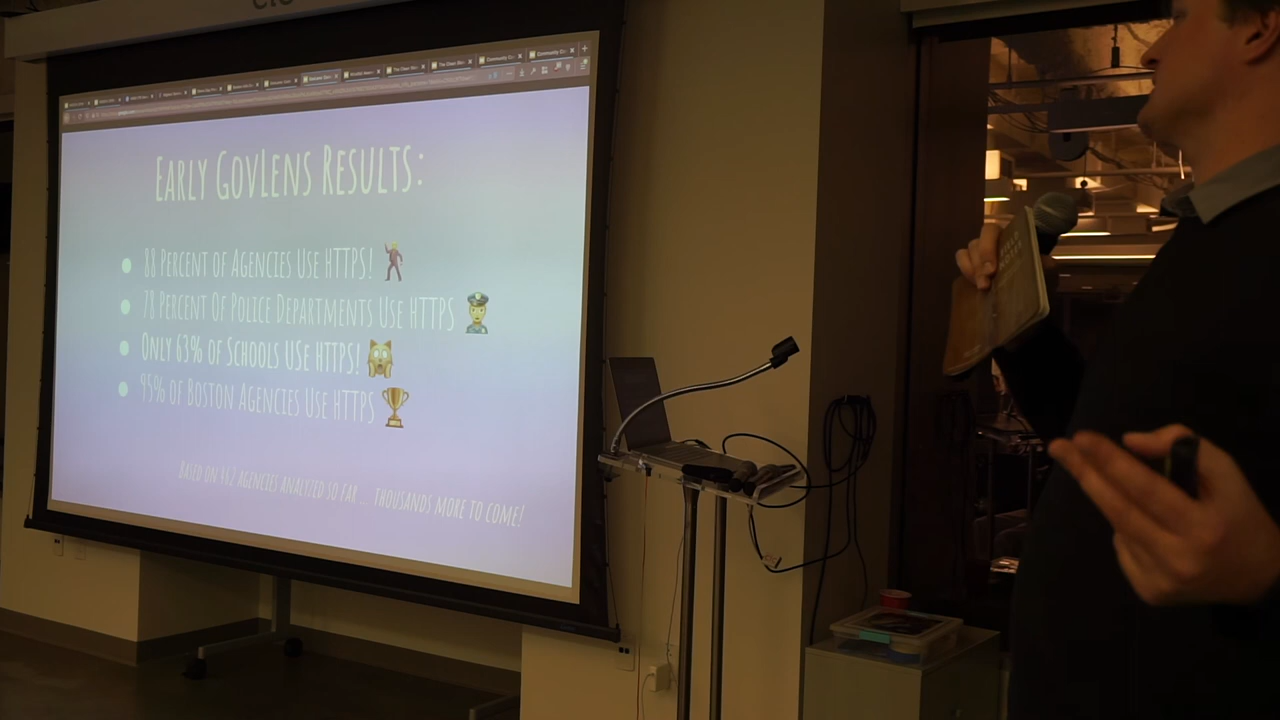 Early GovLens Results:
88 Percent of Agencies Use HTTPS!
78 Percent Of Police Departments Use HTTPS
Only 63% of Schools USe HTTPS!
95% of Boston Agencies Use HTTPS
Based on 462 agencies analyzed so far ... thousands more to come!